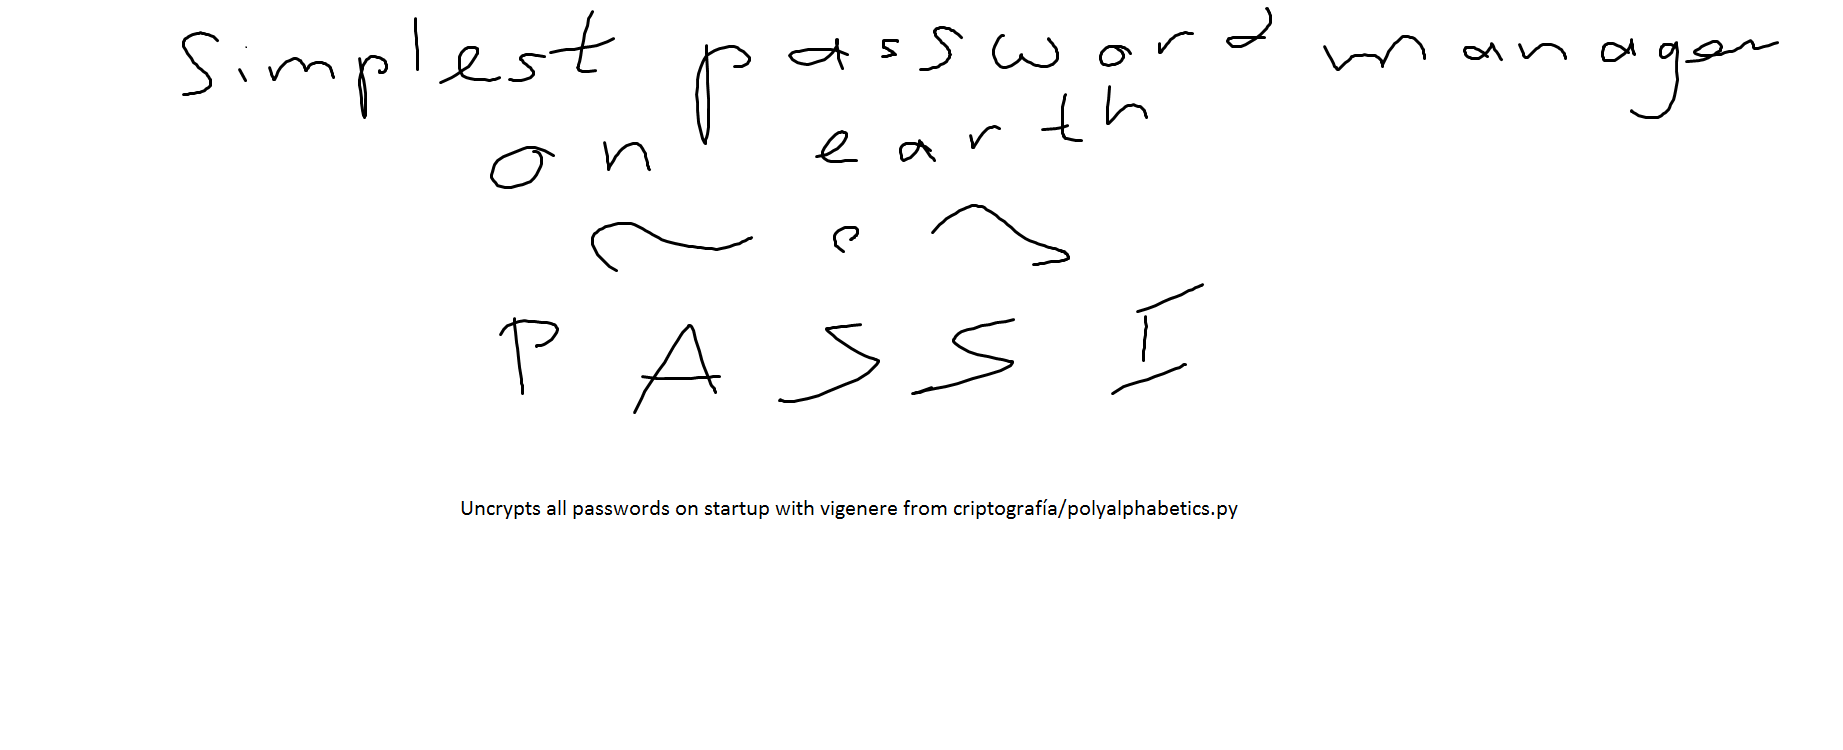 Simplest password manager
on earth
PASSI
Uncrypts all passwords on startup with vigenere from criptografía/polyalphabetics.py